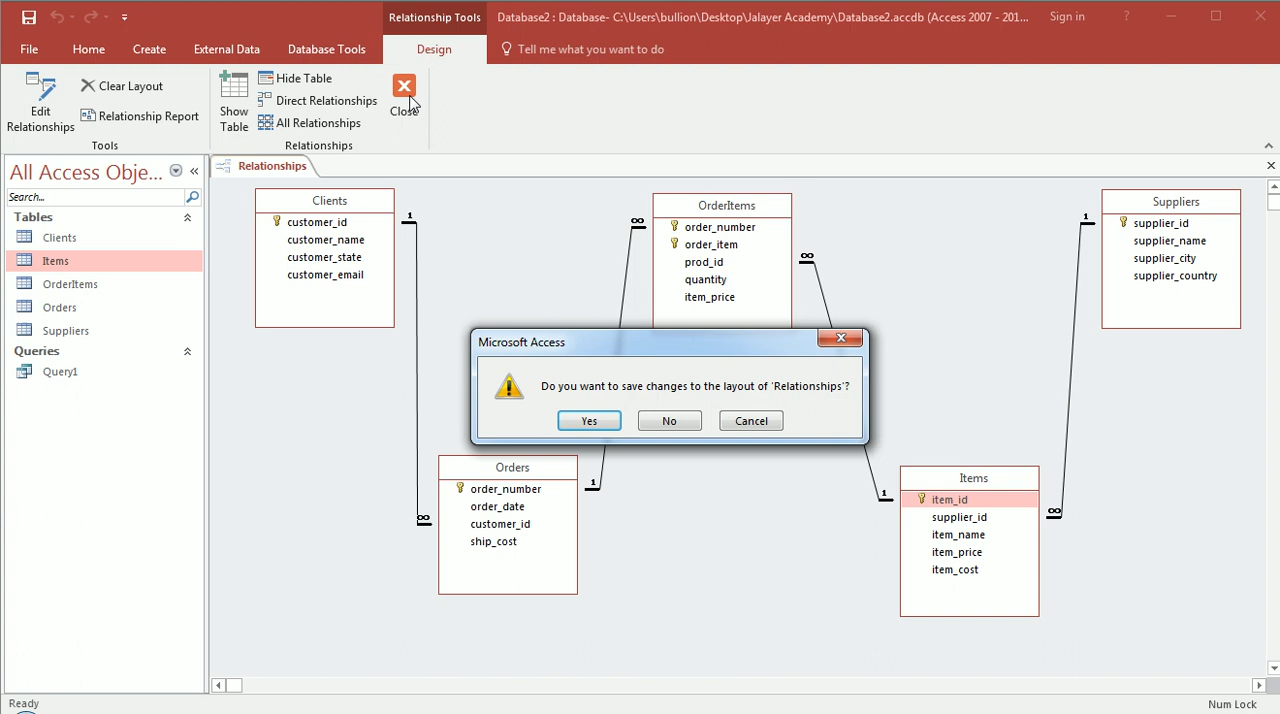 Relationship Tools
Database2 : Database- C:\Users\bullion\Desktop\Jalayer Academy\Database2.accdb (Access 2007 - 201...
Sign in
?
File
Home
Create
External Data
Database Tools
Design
Tell me what you want to do
Edit
Relationships
Clear Layout
Relationship Report
Tools
Show
Table
Hide Table
Direct Relationships
All Relationships
Close
Relationships
All Access Obje...
Search...
Tables
Clients
Items
OrderItems
Orders
Suppliers
Queries
Query1
Relationships
Clients
customer_id
customer_name
customer_state
customer_email
1
∞
OrderItems
order_number
order_item
prod_id
quantity
item_price
∞
∞
Suppliers
supplier_id
supplier_name
supplier_city
supplier_country
1
Microsoft Access
Do you want to save changes to the layout of 'Relationships'?
Yes
No
Cancel
Orders
order_number
order_date
customer_id
ship_cost
1
Items
item_id
supplier_id
item_name
item_price
item_cost
1
∞
Ready
Num Lock